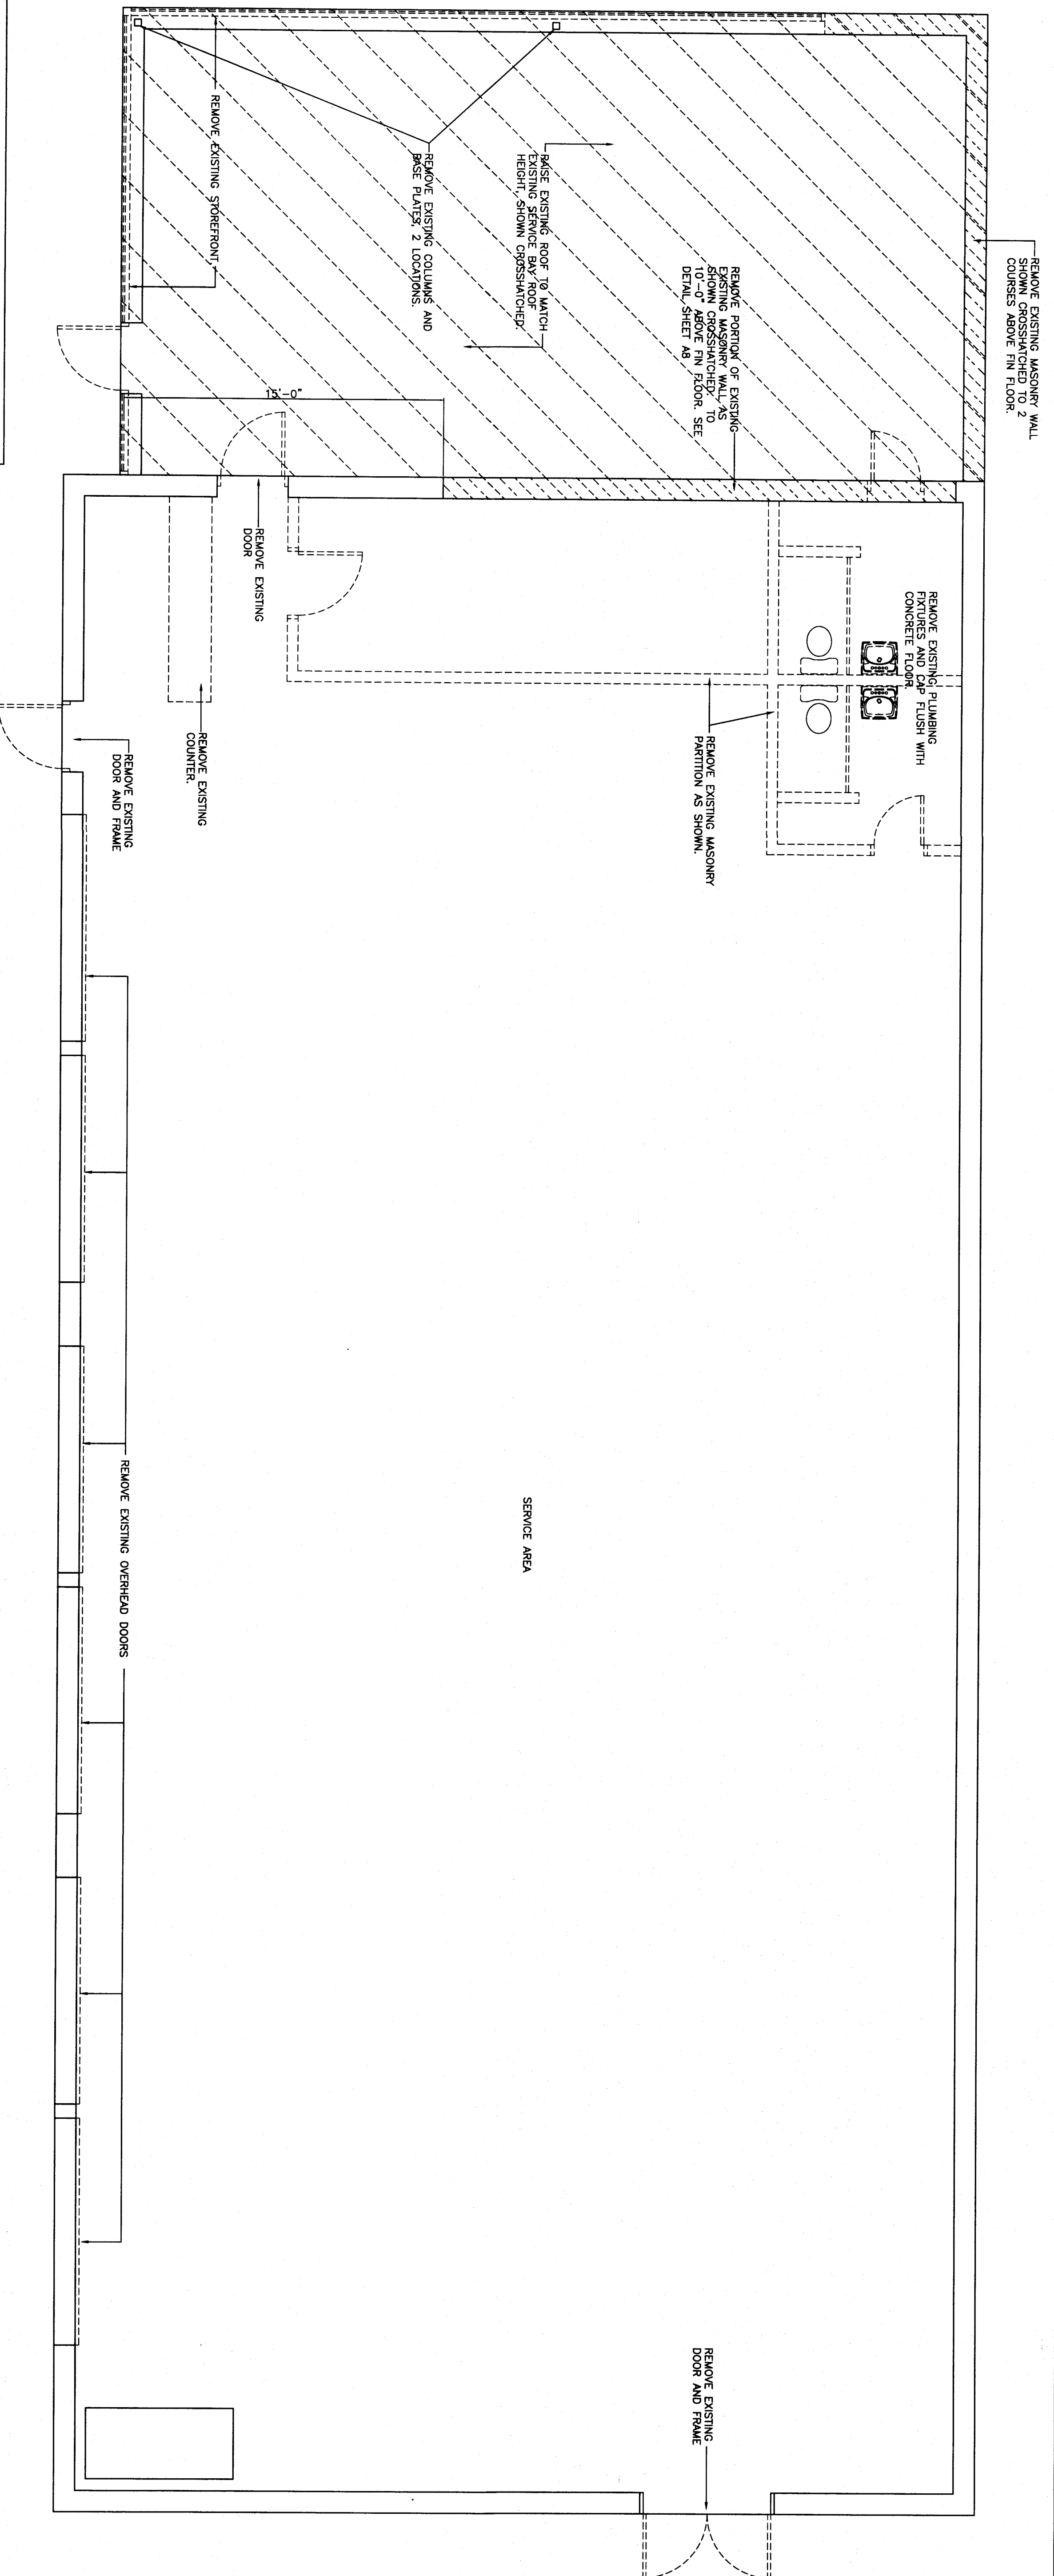 REMOVE EXISTING MASONRY WALL
SHOWN CROSSHATCHED TO 2
COURSES ABOVE FIN FLOOR.
REMOVE EXISTING STOREFRONT.
REMOVE EXISTING COLUMNS AND
BASE PLATES, 2 LOCATIONS.
RAISE EXISTING ROOF TO MATCH
EXISTING SERVICE BAY ROOF
HEIGHT, SHOWN CROSSHATCHED.
REMOVE PORTION OF EXISTING
EXISTING MASONRY WALL AS
SHOWN CROSSHATCHED. TO
10'-0" ABOVE FIN FLOOR. SEE
DETAIL, SHEET A8
15'-0"
REMOVE EXISTING
DOOR
REMOVE EXISTING PLUMBING
FIXTURES AND CAP FLUSH WITH
CONCRETE FLOOR.
REMOVE EXISTING MASONRY
PARTITION AS SHOWN.
REMOVE EXISTING
COUNTER.
REMOVE EXISTING
DOOR AND FRAME
REMOVE EXISTING OVERHEAD DOORS
SERVICE AREA
REMOVE EXISTING
DOOR AND FRAME